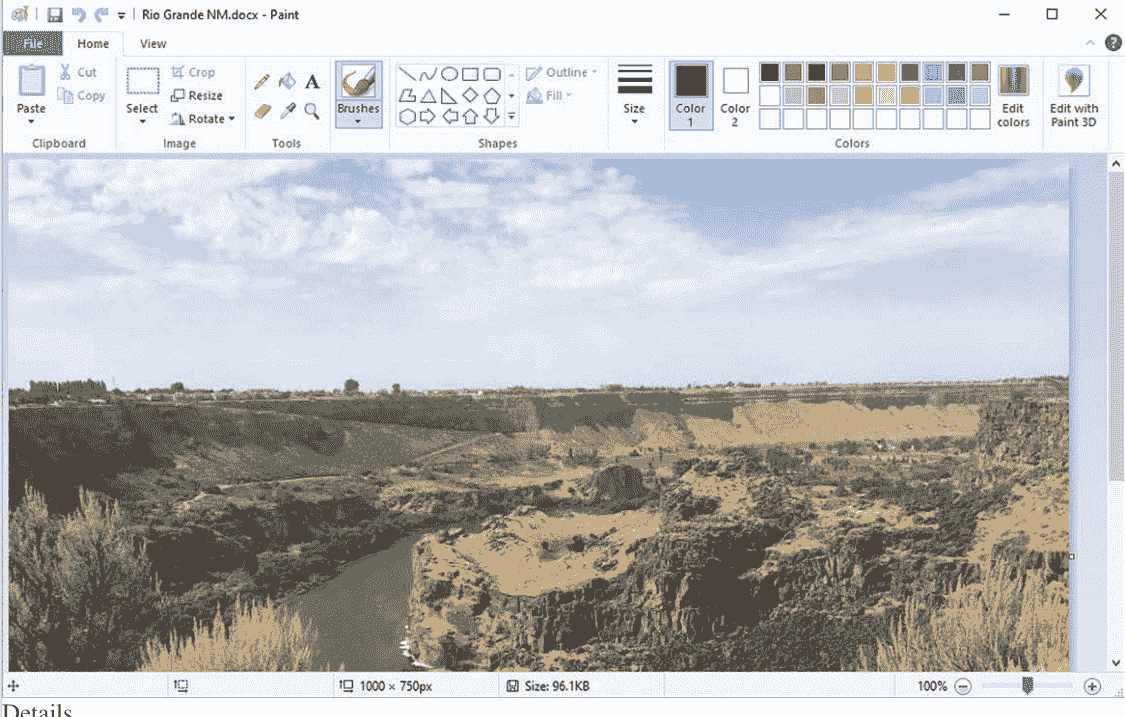 Rio Grande NM.docx - Paint
File Home View
Paste
Cut
Copy
Clipboard
Select
Crop
Resize
Rotate
Image
A
Tools
Brushes
Outline
Fill
Shapes
Size
Color 1
Color 2
Edit colors
Colors
Edit with Paint 3D
1000 × 750px
Size: 96.1KB
100%
Details